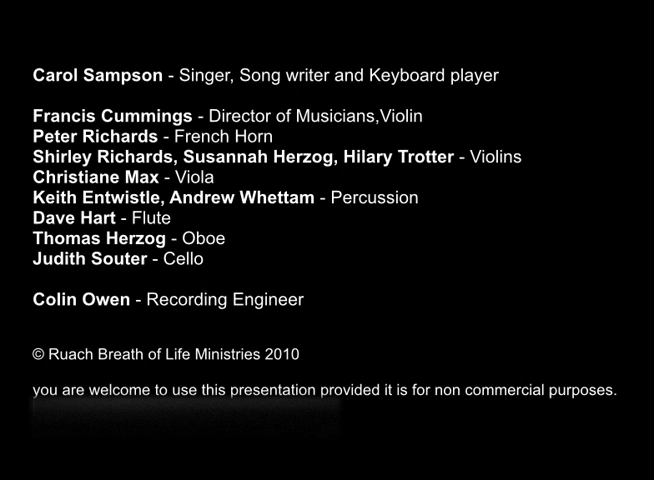 Carol Sampson - Singer, Song writer and Keyboard player
Francis Cummings - Director of Musicians,Violin
Peter Richards - French Horn
Shirley Richards, Susannah Herzog, Hilary Trotter - Violins
Christiane Max - Viola
Keith Entwistle, Andrew Whettam - Percussion
Dave Hart - Flute
Thomas Herzog - Oboe
Judith Souter - Cello
Colin Owen - Recording Engineer
© Ruach Breath of Life Ministries 2010
you are welcome to use this presentation provided it is for non commercial purposes.